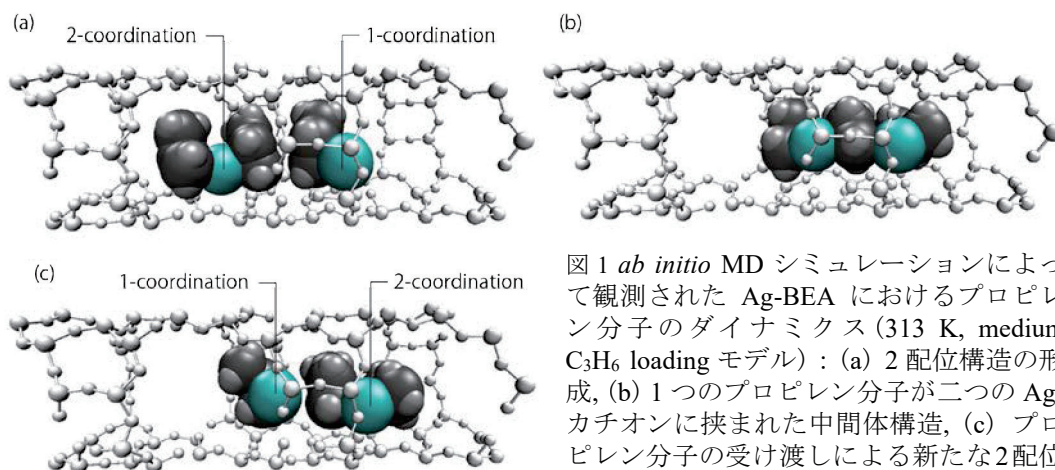 (a)
2-coordination
1-coordination
(b)
(c)
1-coordination
2-coordination
図 1 ab initio MD シミュレーションによっ
て観測された Ag-BEA におけるプロピレ
ン分子のダイナミクス (313 K, medium
C₃H₆ loading モデル) : (a) 2 配位構造の形
成, (b) 1 つのプロピレン分子が二つの Ag
カチオンに挟まれた中間体構造, (c) プロ
ピレン分子の受け渡しによる新たな2配位